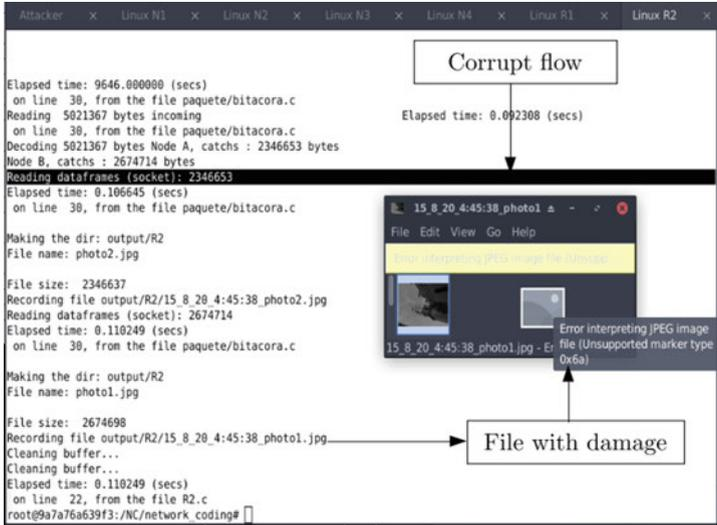 Attacker × Linux N1 × Linux N2 × Linux N3 × Linux N4 × Linux R1 × Linux R2 ×
Corrupt flow
Elapsed time: 9646.000000 (secs)
on line 30, from the file paquete/bitacora.c
Reading 5021367 bytes incoming Elapsed time: 0.092308 (secs)
on line 30, from the file paquete/bitacora.c
Decoding 5021367 bytes Node A, catchs : 2346653 bytes
Node B, catchs : 2674714 bytes
Reading dataframes (socket): 2346653
Elapsed time: 0.106645 (secs)
on line 30, from the file paquete/bitacora.c
Making the dir: output/R2
File name: photo2.jpg
File size: 2346637
Recording file output/R2/15_8_20_4:45:38_photo2.jpg
Reading dataframes (socket): 2674714
Elapsed time: 0.110249 (secs)
on line 30, from the file paquete/bitacora.c
Making the dir: output/R2
File name: photo1.jpg
File size: 2674698
Recording file output/R2/15_8_20_4:45:38_photo1.jpg
Cleaning buffer...
Cleaning buffer...
Elapsed time: 0.110249 (secs)
on line 22, from the file R2.c
root@9a7a76a639f3:/NC/network_coding#
15_8_20_4:45:38_photo1
File Edit View Go Help
Error interpreting JPEG image file (Unsupp
15_8_20_4:45:38_photo1.jpg - Er
Error interpreting JPEG image
file (Unsupported marker type
0x6a)
File with damage